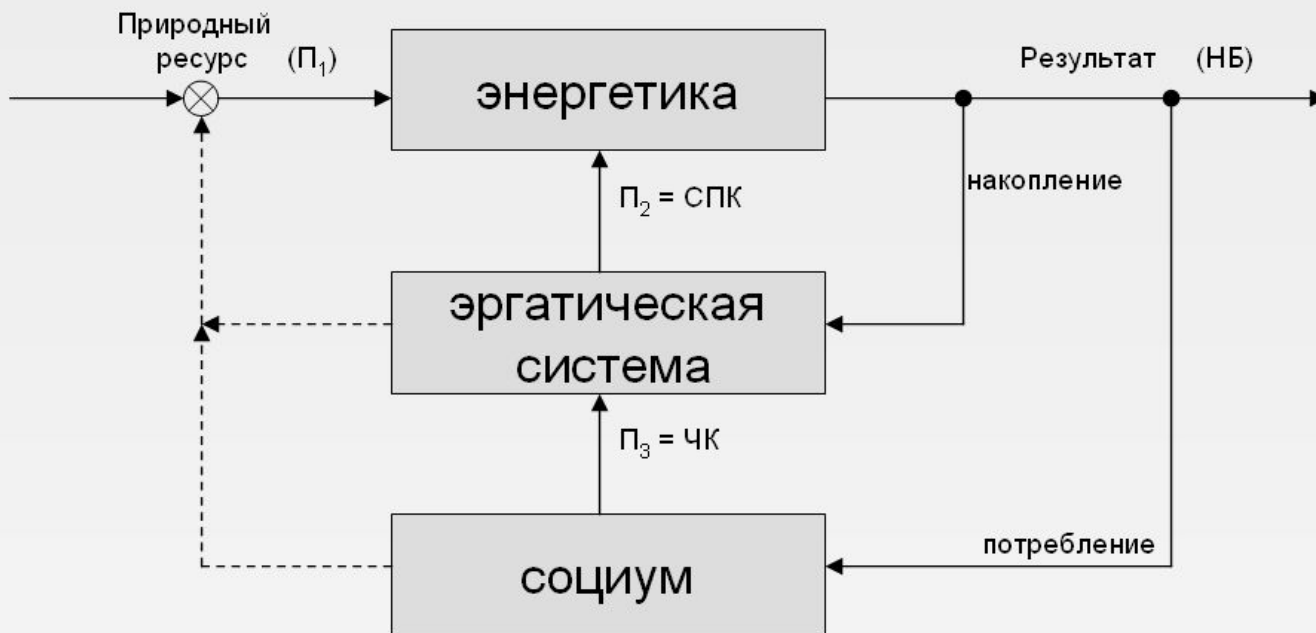 Природный
ресурс (П₁)
энергетика
Результат (НБ)
накопление
П₂ = СПК
эргатическая
система
П₃ = ЧК
потребление
социум